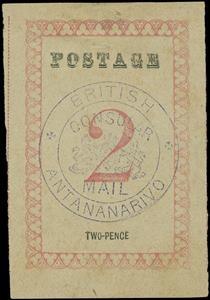 POSTAGE
BRITISH
CONSULAR
2
MAIL
ANTANANARIVO
TWO-PENCE